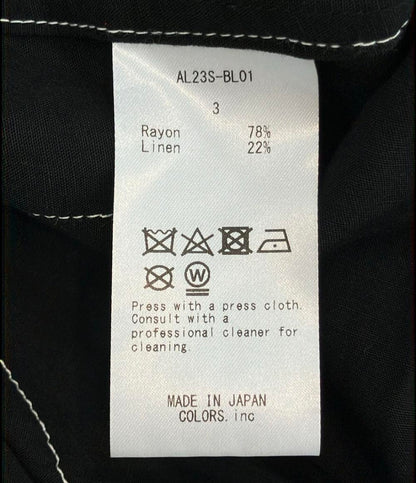 AL23S-BL01
3
Rayon 78%
Linen 22%
W
Press with a press cloth.
Consult with a
professional cleaner for
cleaning.
MADE IN JAPAN
COLORS. inc